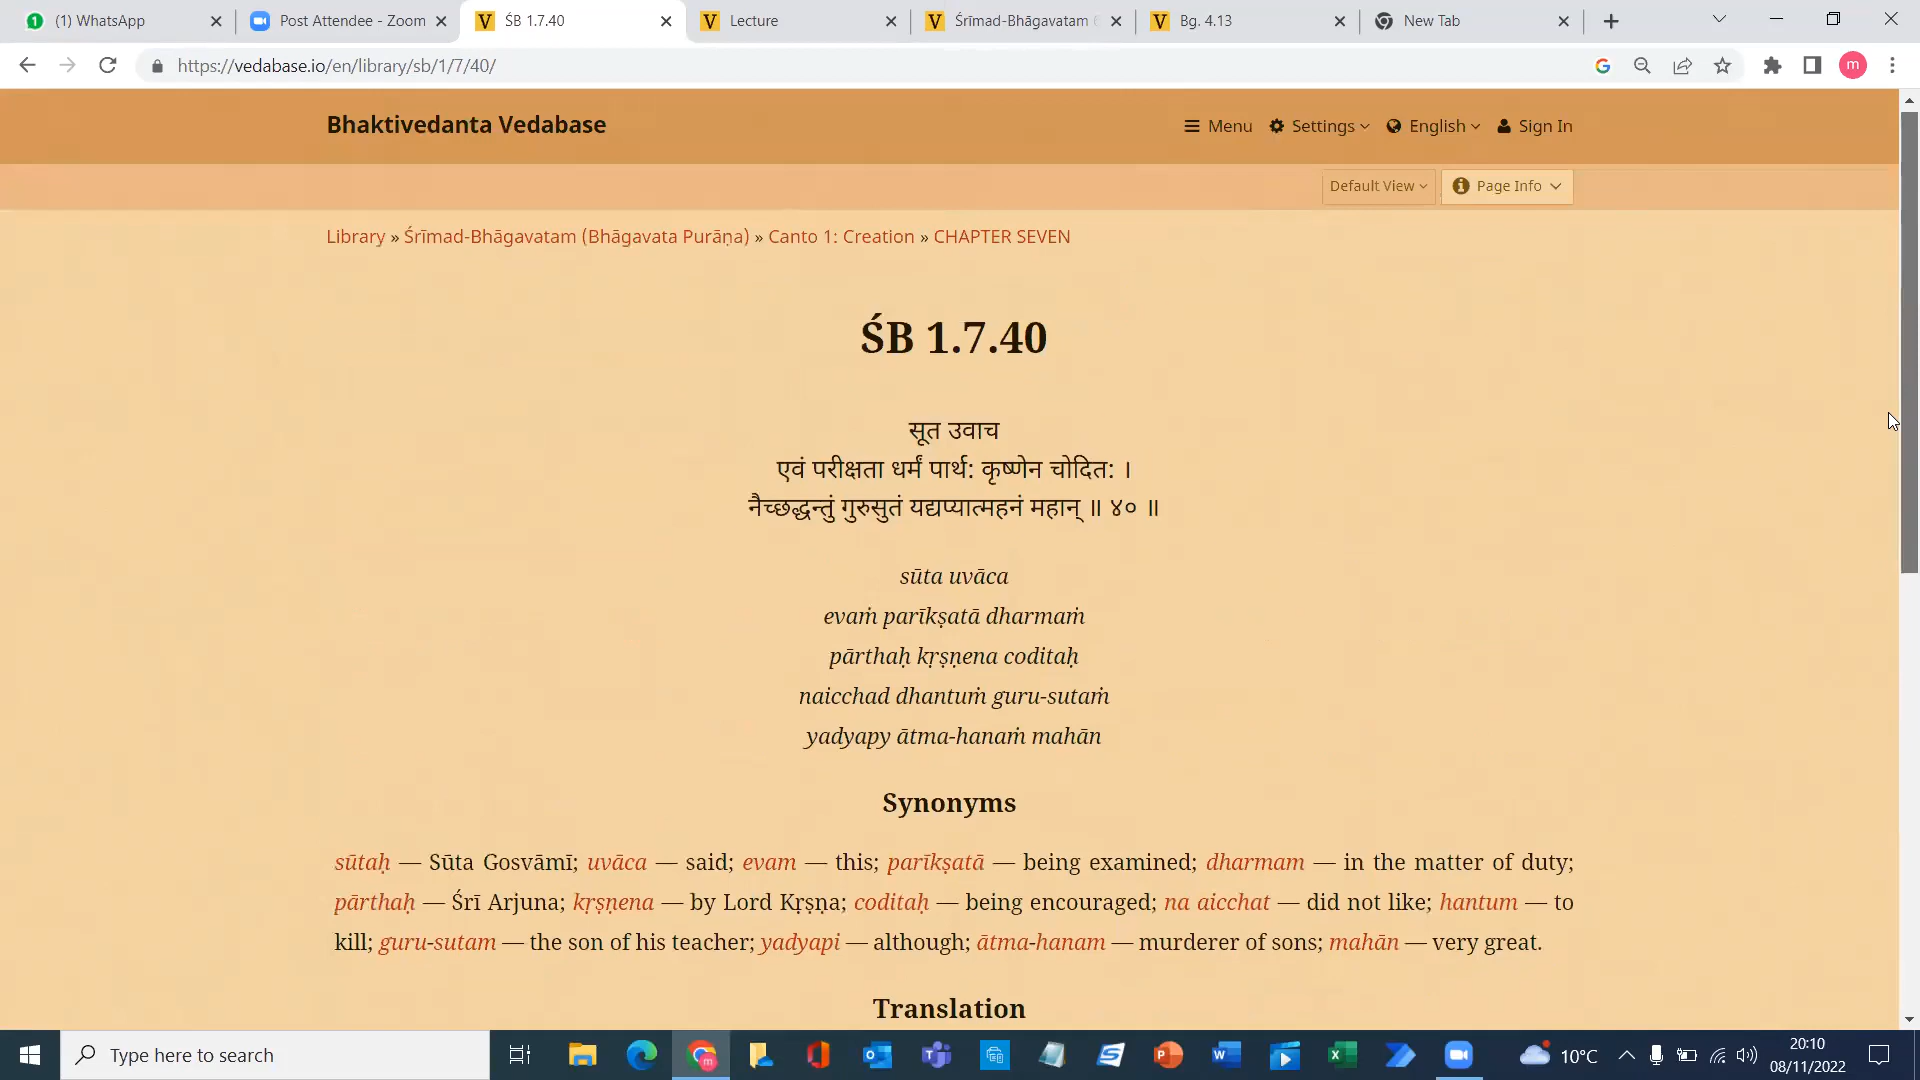 (1) WhatsApp
Post Attendee - Zoom
ŚB 1.7.40
Lecture
Śrīmad-Bhāgavatam
Bg. 4.13
New Tab
https://vedabase.io/en/library/sb/1/7/40/
m
Bhaktivedanta Vedabase
Menu
Settings
English
Sign In
Default View
Page Info
Library » Śrīmad-Bhāgavatam (Bhāgavata Purāṇa) » Canto 1: Creation » CHAPTER SEVEN
ŚB 1.7.40
सूत उवाच
एवं परीक्षता धर्मं पार्थ: कृष्णेन चोदित: ।
नैच्छद्धन्तुं गुरुसुतं यद्यप्यात्महनं महान् ॥ ४० ॥
sūta uvāca
evaṁ parīkṣatā dharmaṁ
pārthaḥ kṛṣṇena coditaḥ
naicchad dhantuṁ guru-sutaṁ
yadyapy ātma-hanaṁ mahān
Synonyms
sūtaḥ — Sūta Gosvāmī; uvāca — said; evam — this; parīkṣatā — being examined; dharmam — in the matter of duty;
pārthaḥ — Śrī Arjuna; kṛṣṇena — by Lord Kṛṣṇa; coditaḥ — being encouraged; na aicchat — did not like; hantum — to
kill; guru-sutam — the son of his teacher; yadyapi — although; ātma-hanam — murderer of sons; mahān — very great.
Translation
Type here to search
10°C
20:10
08/11/2022